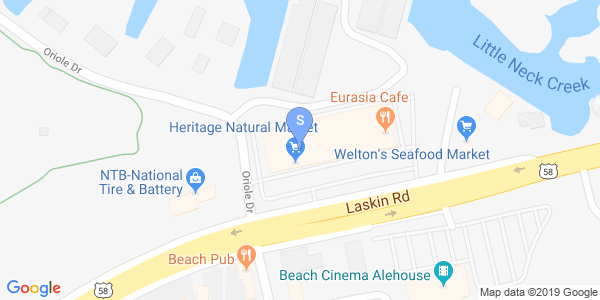 Oriole Dr
Little Neck Creek
Eurasia Cafe
S
Heritage Natural Market
Welton's Seafood Market
NTB-National
Tire & Battery
Oriole Dr
58
Laskin Rd
58
Beach Pub
Beach Cinema Alehouse
58
Google
Map data ©2019 Google